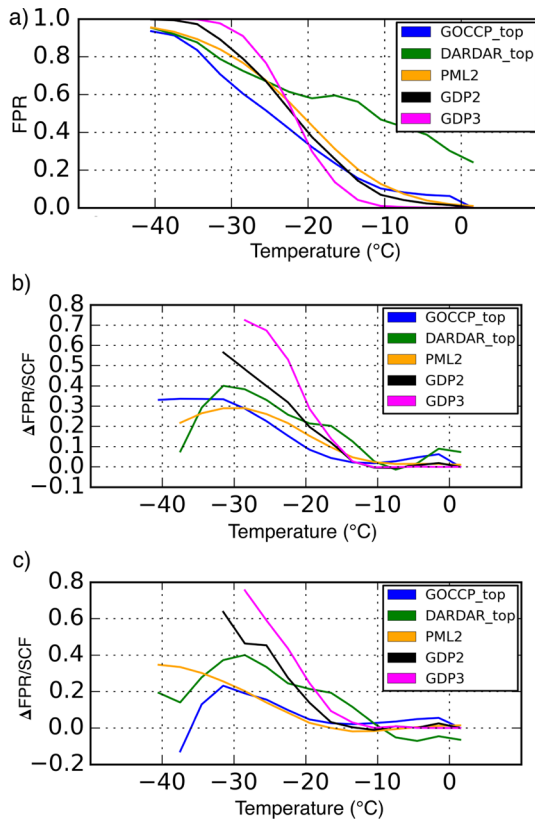 a)
1.0
0.8
0.6
0.4
0.2
0.0
FPR
GOCCP_top
DARDAR_top
PML2
GDP2
GDP3
−40 −30 −20 −10 0
Temperature (°C)
b)
0.8
0.7
0.6
0.5
0.4
0.3
0.2
0.1
0.0
−0.1
ΔFPR/SCF
GOCCP_top
DARDAR_top
PML2
GDP2
GDP3
−40 −30 −20 −10 0
Temperature (°C)
c)
0.8
0.6
0.4
0.2
0.0
−0.2
ΔFPR/SCF
GOCCP_top
DARDAR_top
PML2
GDP2
GDP3
−40 −30 −20 −10 0
Temperature (°C)